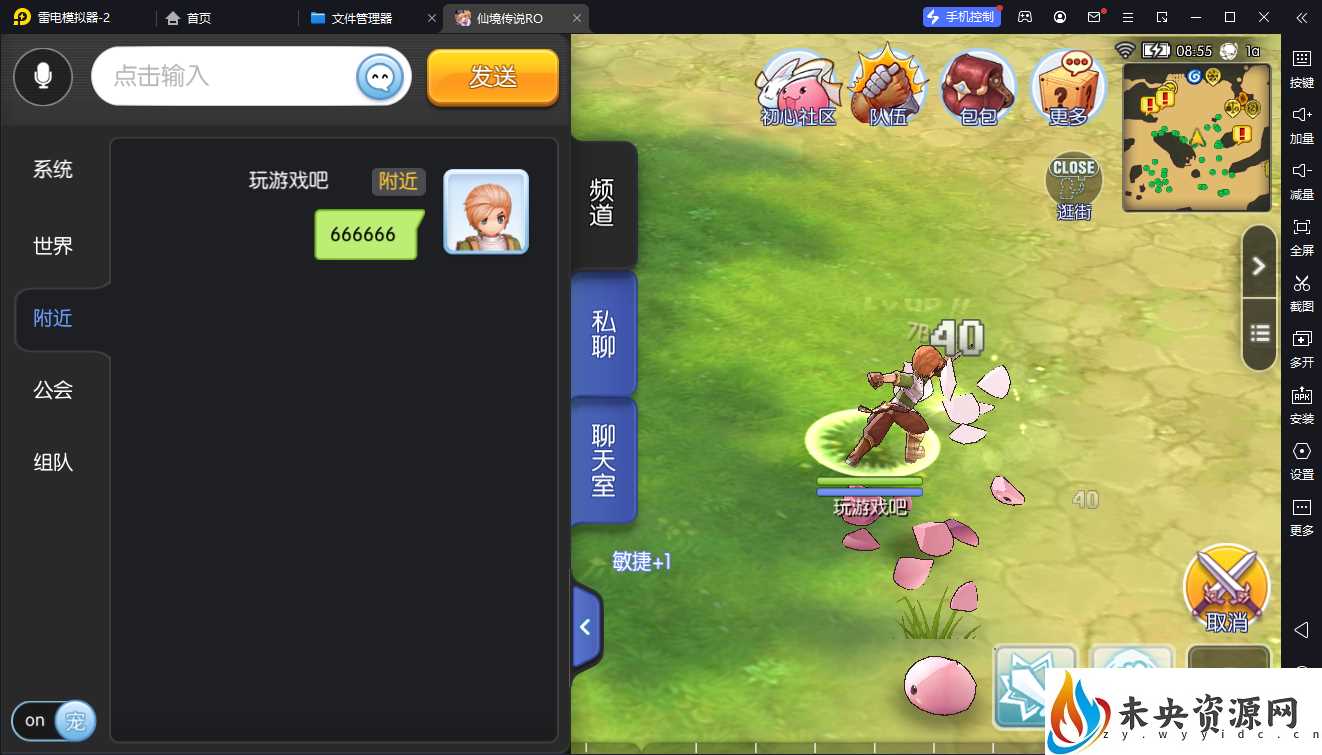 雷电模拟器-2
首页
文件管理器
仙境传说RO
手机控制
点击输入
发送
系统
世界
附近
公会
组队
on
宠
玩游戏吧
附近
666666
频道
私聊
聊天室
初心社区
队伍
包包
更多
08:55
1a
CLOSE
逛街
40
玩游戏吧
40
敏捷+1
取消
按键
加量
减量
全屏
截图
多开
APK
安装
设置
更多
未央资源网
zy.wyyidc.cn